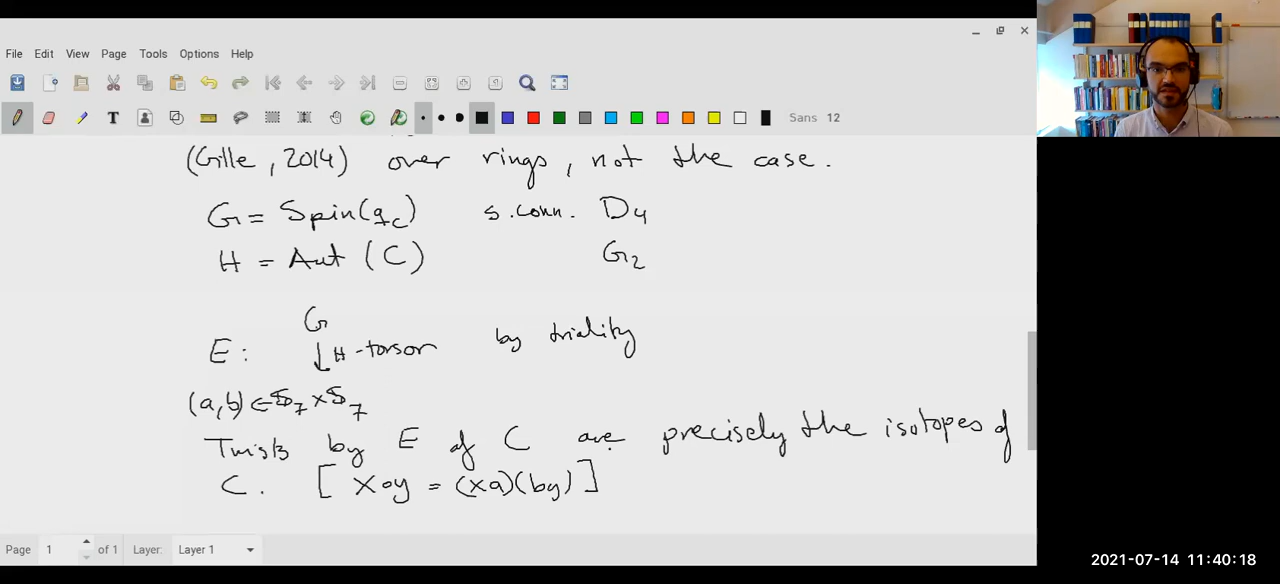 File Edit View Page Tools Options Help
Sans 12
(Gille, 2014) over rings, not the case.
G = Spin(q_C) s.conn. D₄
H = Aut (C) G₂
G
E: ↓ H-torsor by triality
(a,b) ∈ 𝕊₇ × 𝕊₇
Twists by E of C are precisely the isotopes of
C. [ x∘y = (xa)(by) ]
Page 1 of 1 Layer: Layer 1
2021-07-14 11:40:18